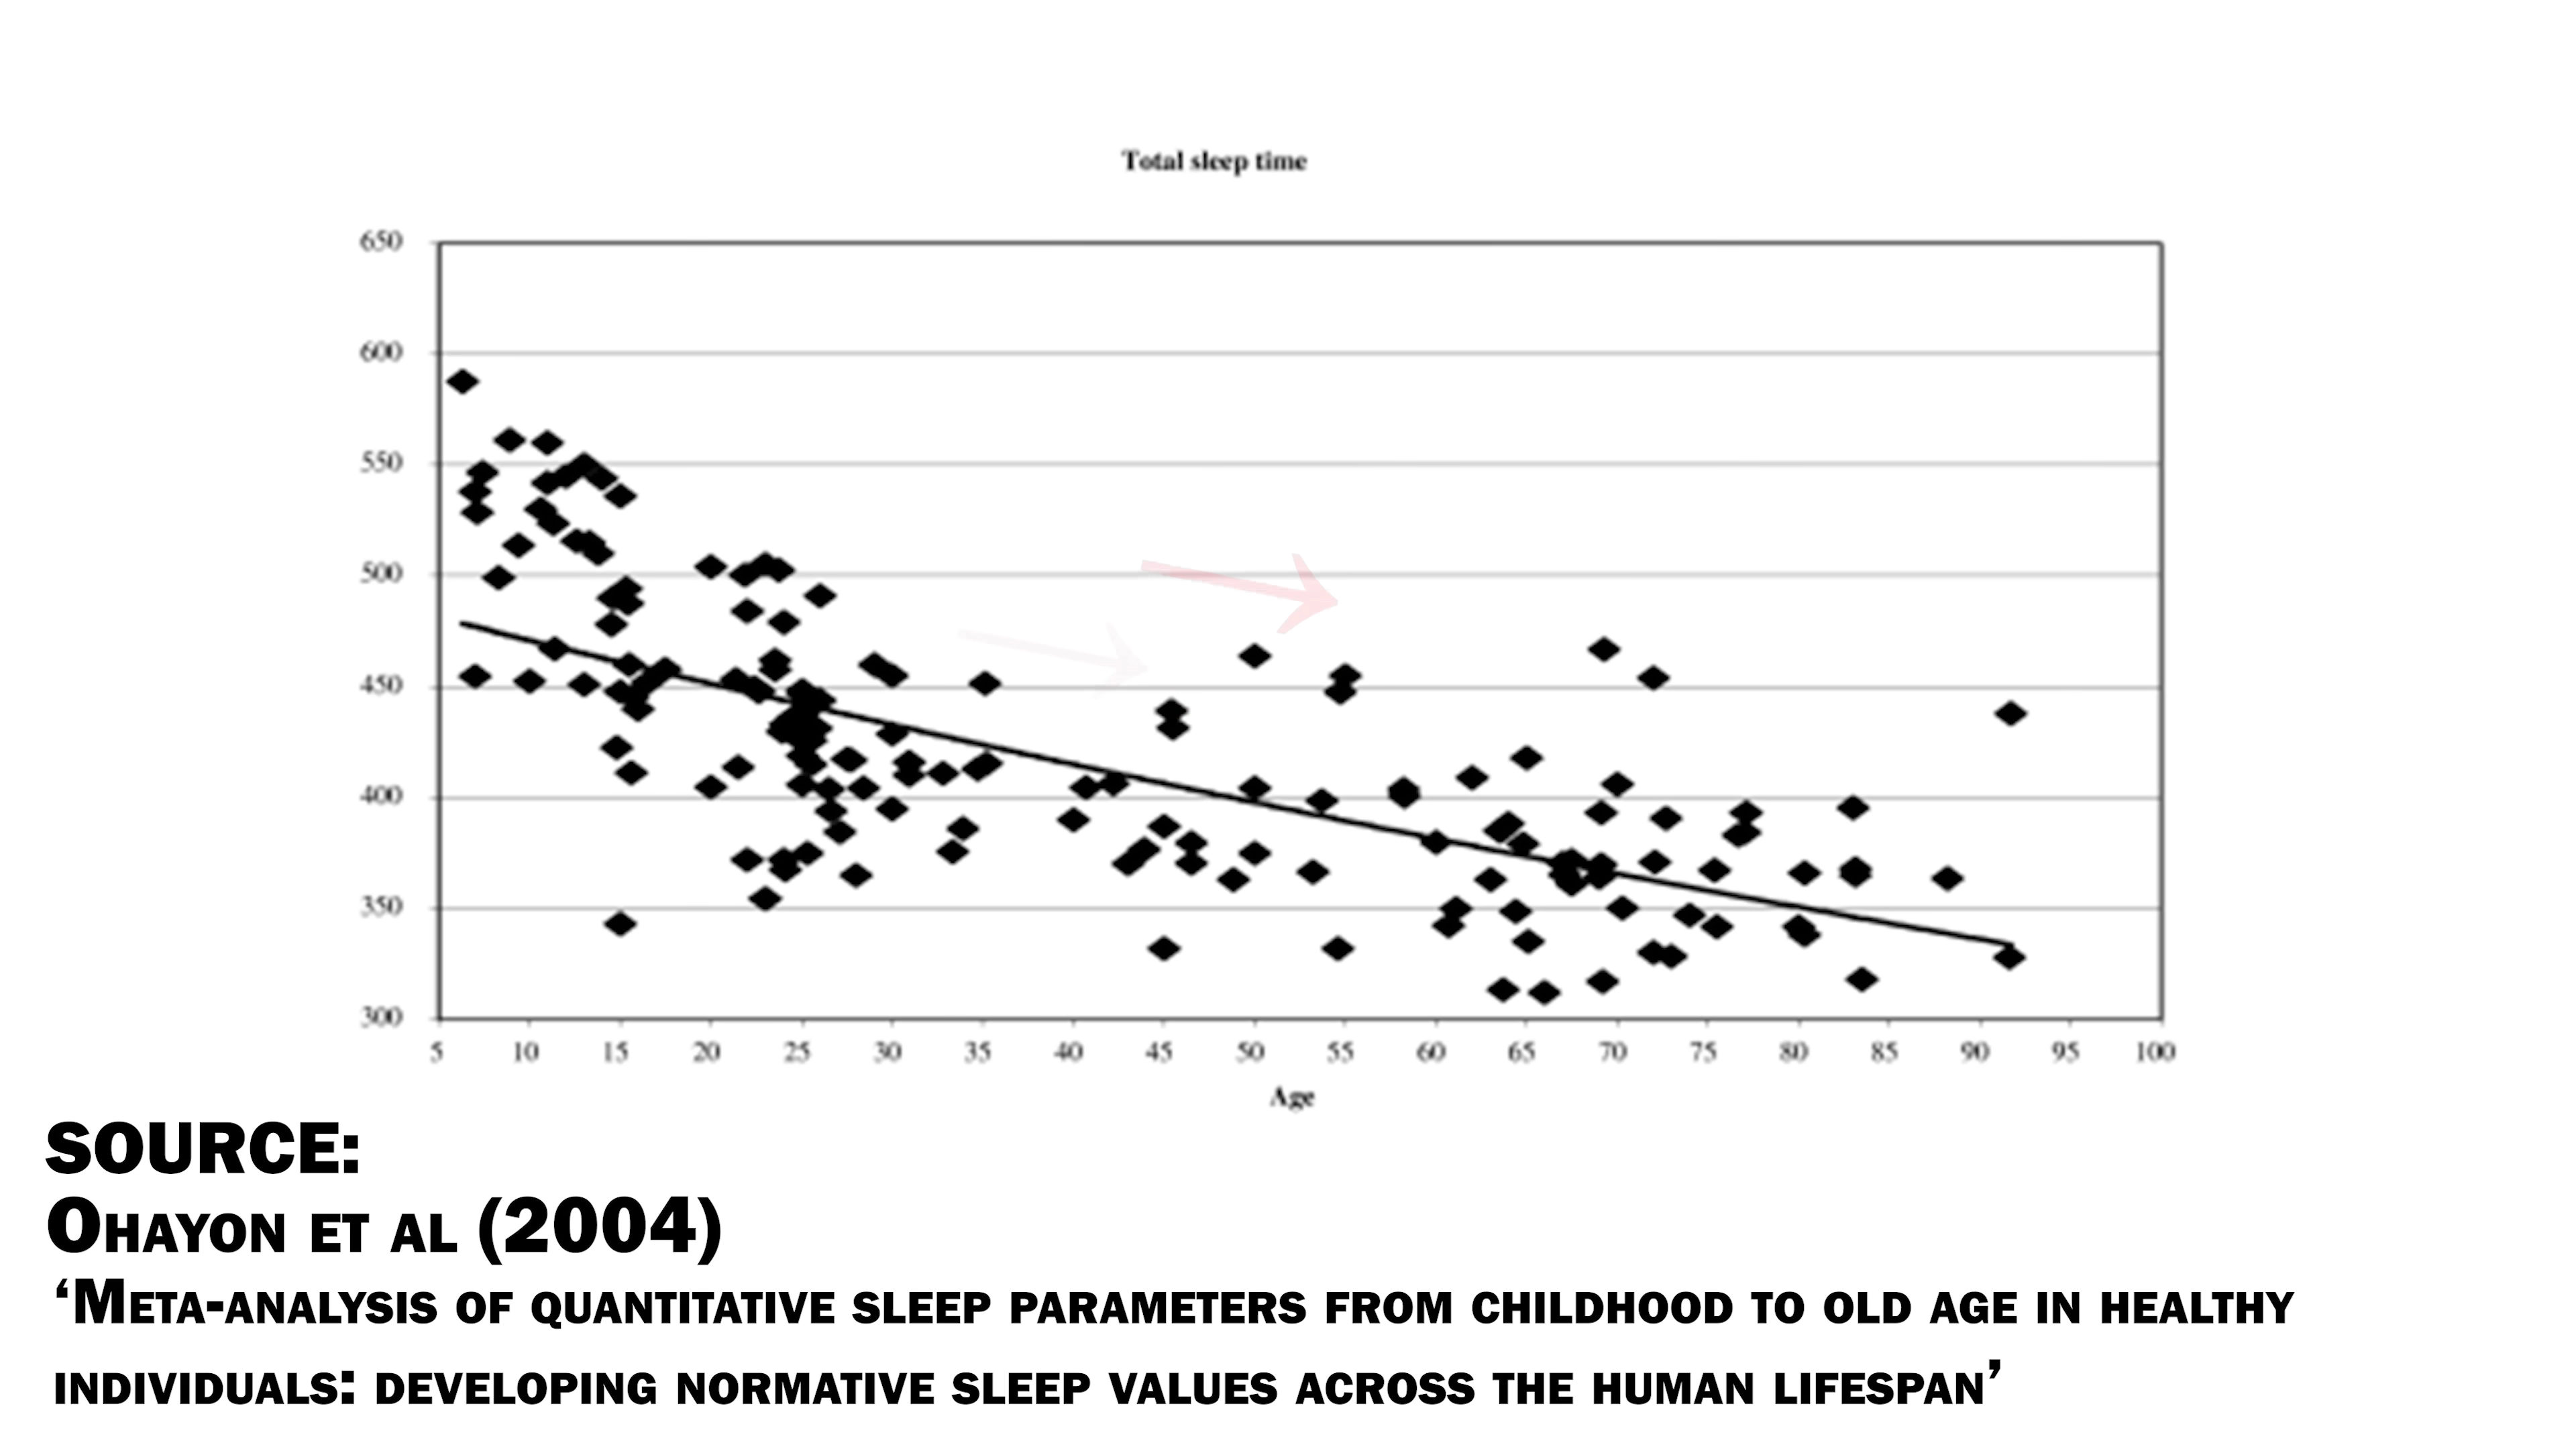 Total sleep time
650
600
550
500
450
400
350
300
5 10 15 20 25 30 35 40 45 50 55 60 65 70 75 80 85 90 95 100
Age
SOURCE:
OHAYON ET AL (2004)
‘META-ANALYSIS OF QUANTITATIVE SLEEP PARAMETERS FROM CHILDHOOD TO OLD AGE IN HEALTHY
INDIVIDUALS: DEVELOPING NORMATIVE SLEEP VALUES ACROSS THE HUMAN LIFESPAN’